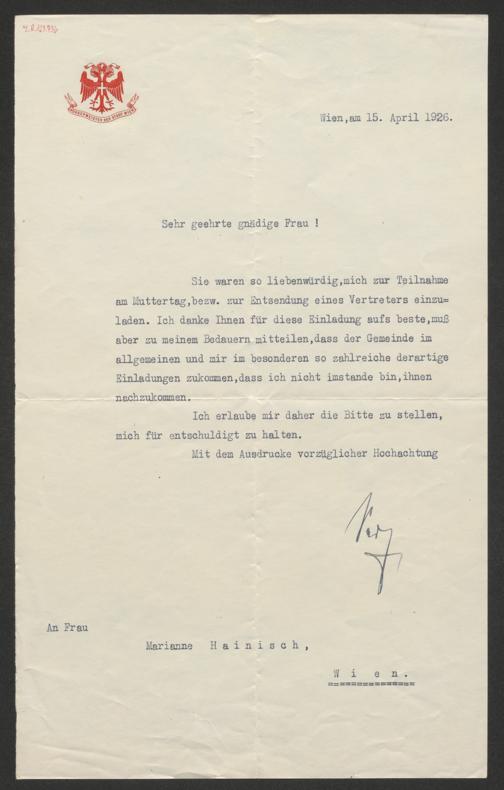 BÜRGERMEISTER DER STADT WIEN
Wien,am 15. April 1926.
Sehr geehrte gnädige Frau !
Sie waren so liebenwürdig,mich zur Teilnahme
am Muttertag,bezw. zur Entsendung eines Vertreters einzu=
laden. Ich danke Ihnen für diese Einladung aufs beste,muß
aber zu meinem Bedauern mitteilen,dass der Gemeinde im
allgemeinen und mir im besonderen so zahlreiche derartige
Einladungen zukommen,dass ich nicht imstande bin,ihnen
nachzukommen.
Ich erlaube mir daher die Bitte zu stellen,
mich für entschuldigt zu halten.
Mit dem Ausdrucke vorzüglicher Hochachtung
An Frau
Marianne H a i n i s c h ,
W i e n .